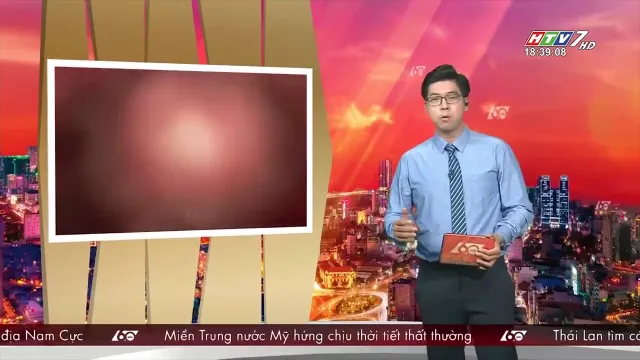 HTV7 HD
18:39:08
60
60
60
địa Nam Cực 60 Miền Trung nước Mỹ hứng chịu thời tiết thất thường 60 Thái Lan tìm c